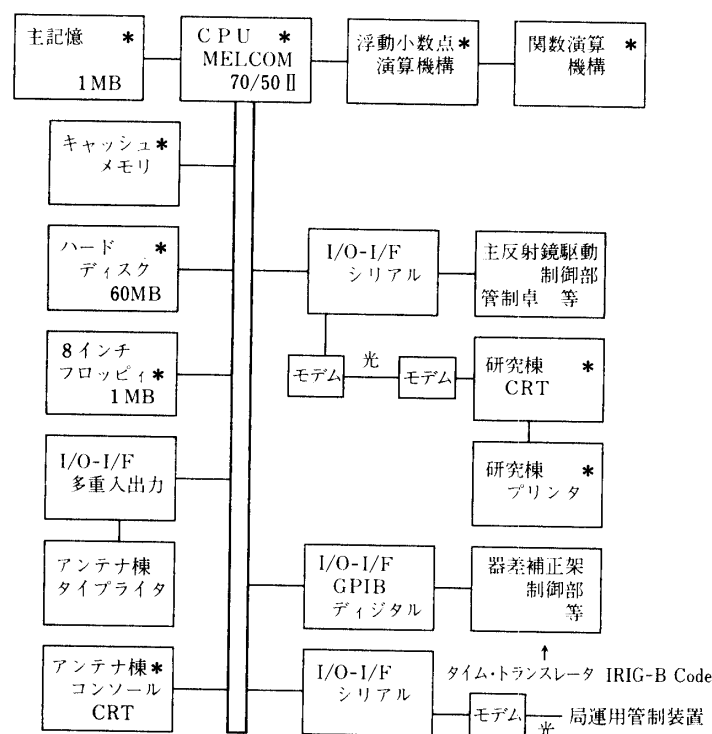 主記憶 *
1MB
CPU *
MELCOM
70/50 Ⅱ
浮動小数点*
演算機構
関数演算 *
機構
キャッシュ*
メモリ
ハード *
ディスク
60MB
8インチ
フロッピィ*
1MB
I/O-I/F
多重入出力
アンテナ棟
タイプライタ
アンテナ棟*
コンソール
CRT
I/O-I/F
シリアル
主反射鏡駆動
制御部
管制卓 等
モデム
光
モデム
研究棟 *
CRT
研究棟 *
プリンタ
I/O-I/F
GPIB
ディジタル
器差補正架
制御部
等
↑
タイム・トランスレータ IRIG-B Code
I/O-I/F
シリアル
モデム
光
局運用管制装置